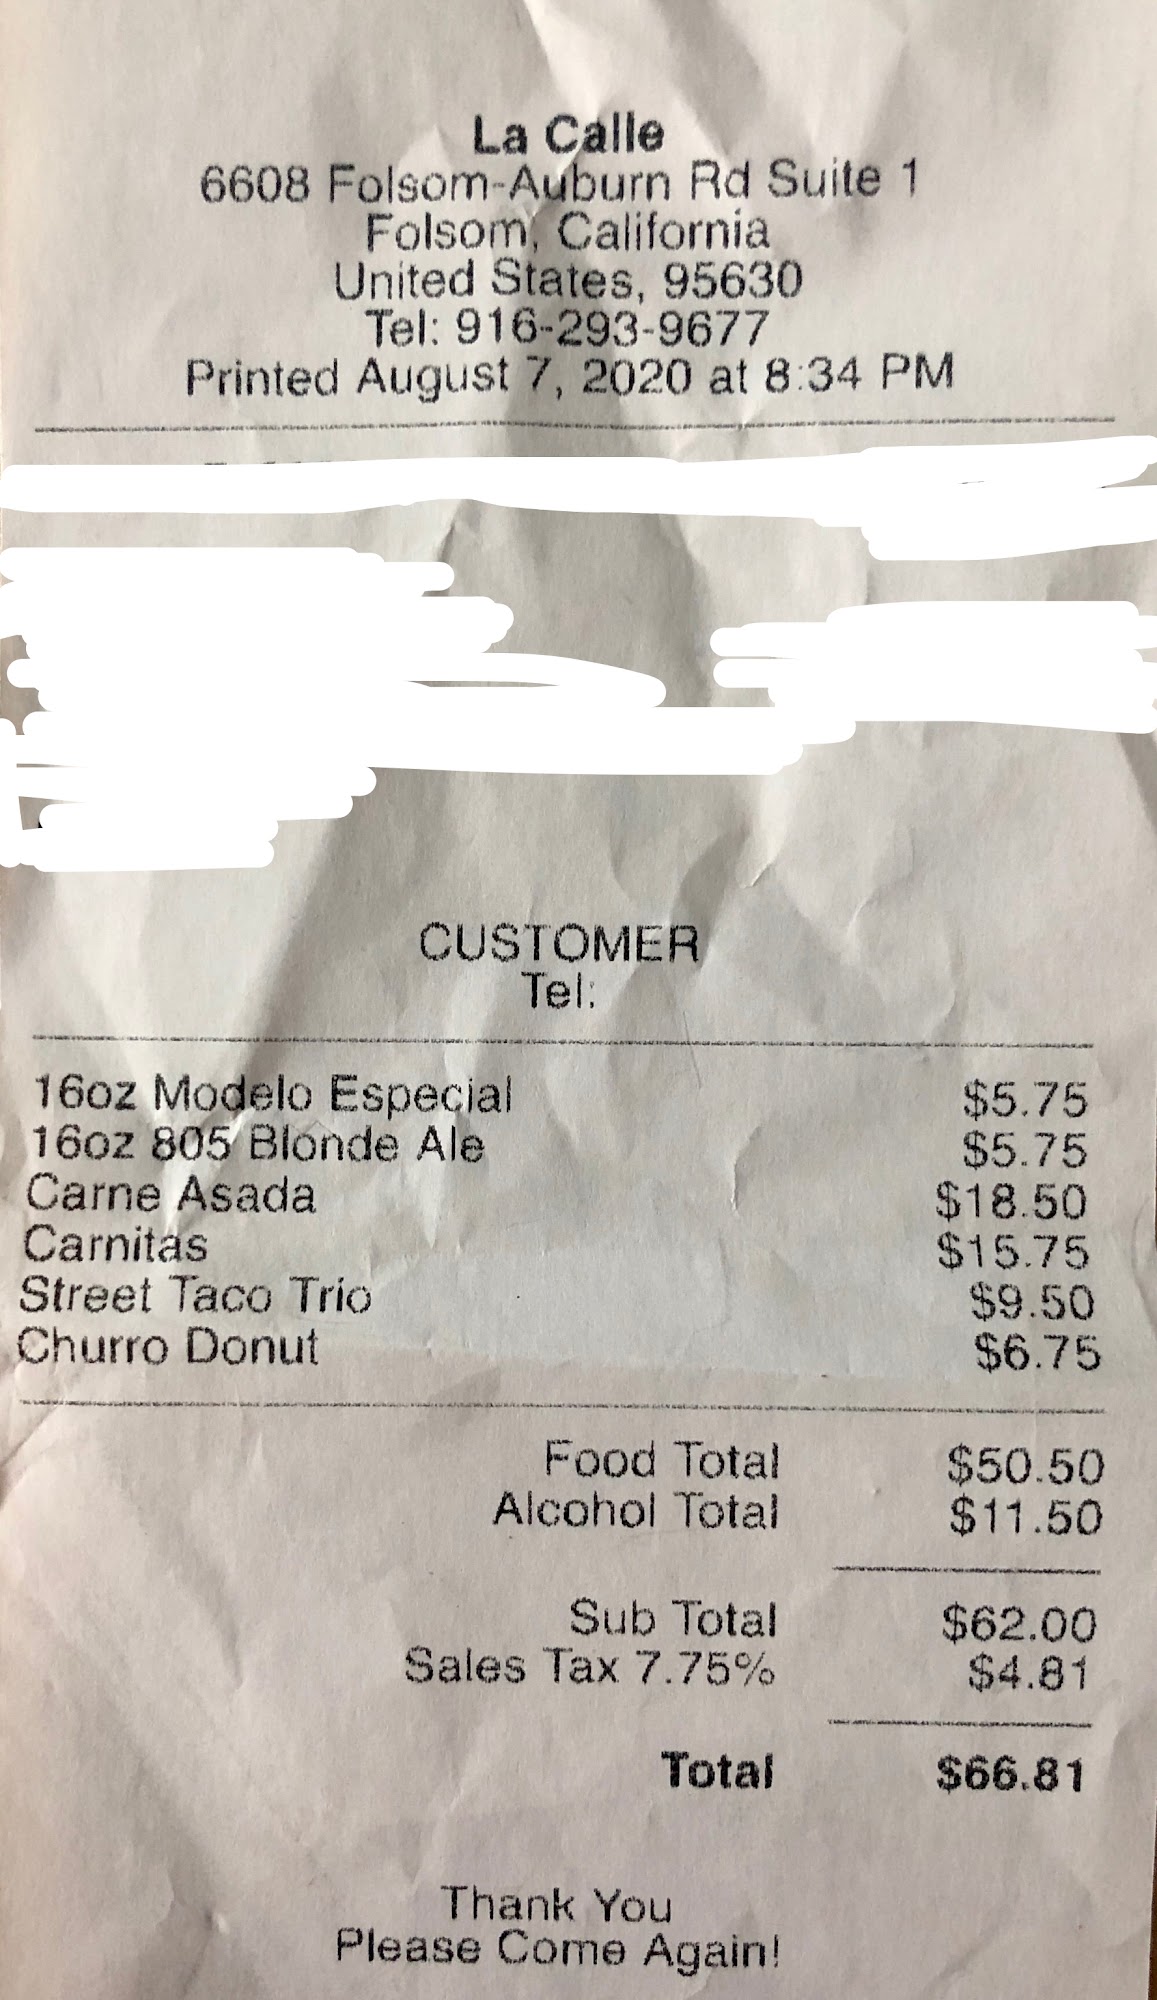 La Calle
6608 Folsom-Auburn Rd Suite 1
Folsom, California
United States, 95630
Tel: 916-293-9677
Printed August 7, 2020 at 8:34 PM
CUSTOMER
Tel:
16oz Modelo Especial $5.75
16oz 805 Blonde Ale $5.75
Carne Asada $18.50
Carnitas $15.75
Street Taco Trio $9.50
Churro Donut $6.75
Food Total $50.50
Alcohol Total $11.50
Sub Total $62.00
Sales Tax 7.75% $4.81
Total $66.81
Thank You
Please Come Again!